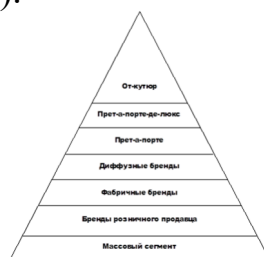 ).
От-кутюр
Прет-а-порте-де-люкс
Прет-а-порте
Диффузные бренды
Фабричные бренды
Бренды розничного продавца
Массовый сегмент